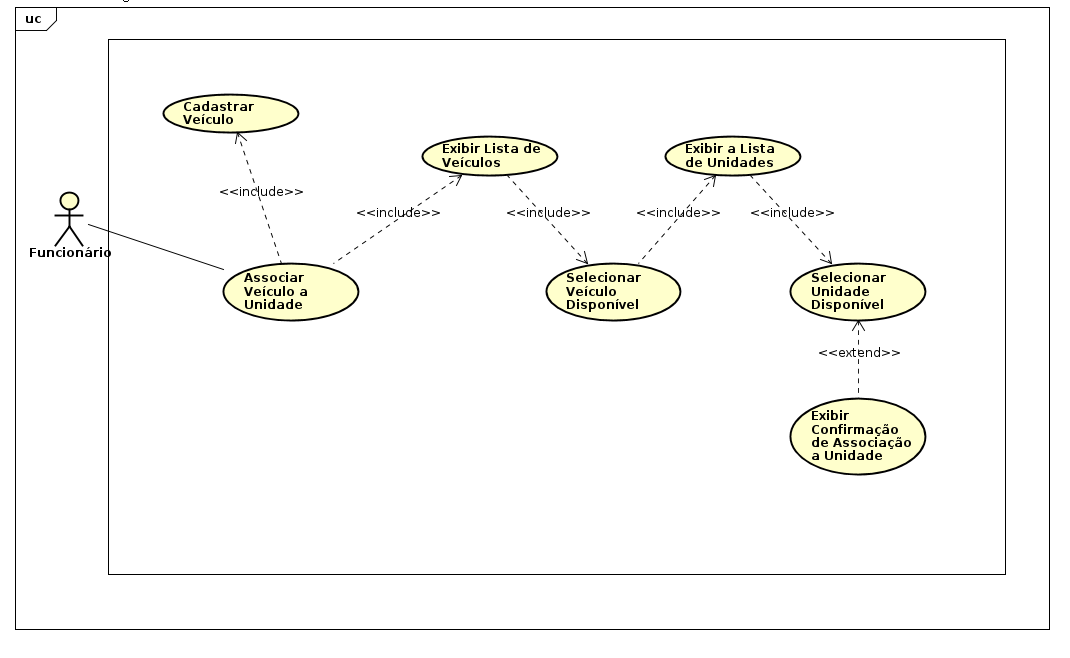 uc
Cadastrar
Veículo
Exibir Lista de
Veículos
Exibir a Lista
de Unidades
<<include>>
<<include>>
<<include>>
<<include>>
<<include>>
Funcionário
Associar
Veículo a
Unidade
Selecionar
Veículo
Disponível
Selecionar
Unidade
Disponível
<<extend>>
Exibir
Confirmação
de Associação
a Unidade